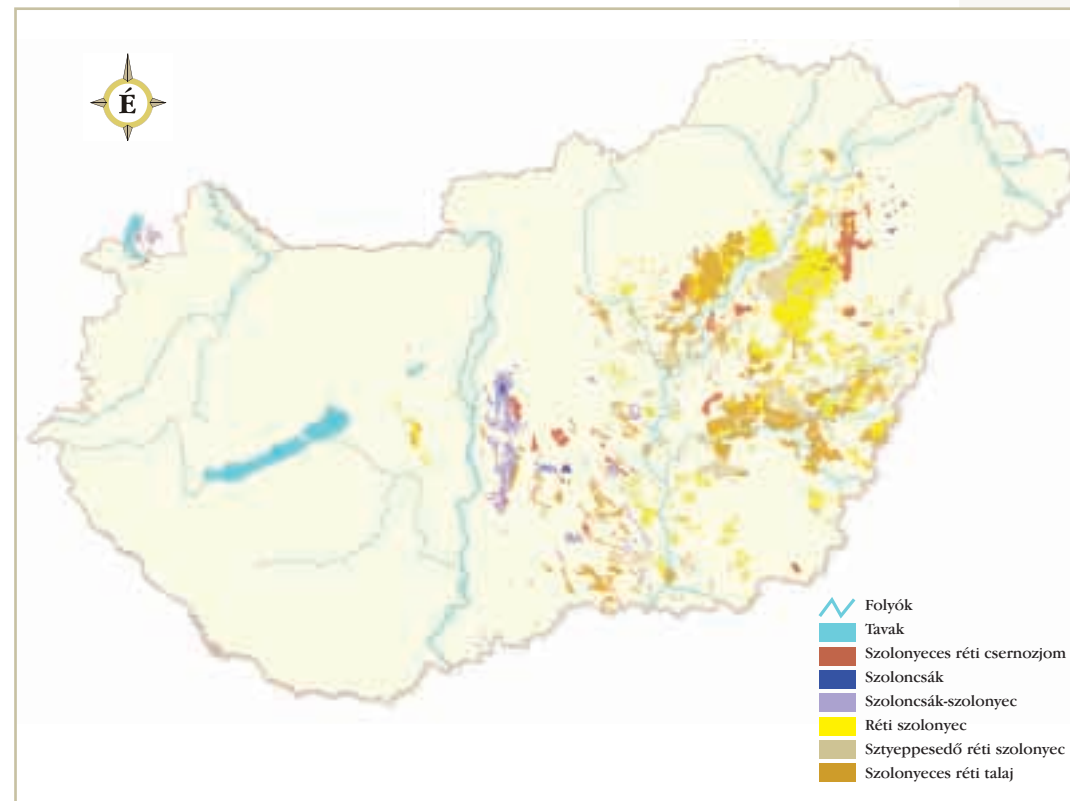 É
Folyók
Tavak
Szolonyeces réti csernozjom
Szoloncsák
Szoloncsák-szolonyec
Réti szolonyec
Sztyeppesedő réti szolonyec
Szolonyeces réti talaj